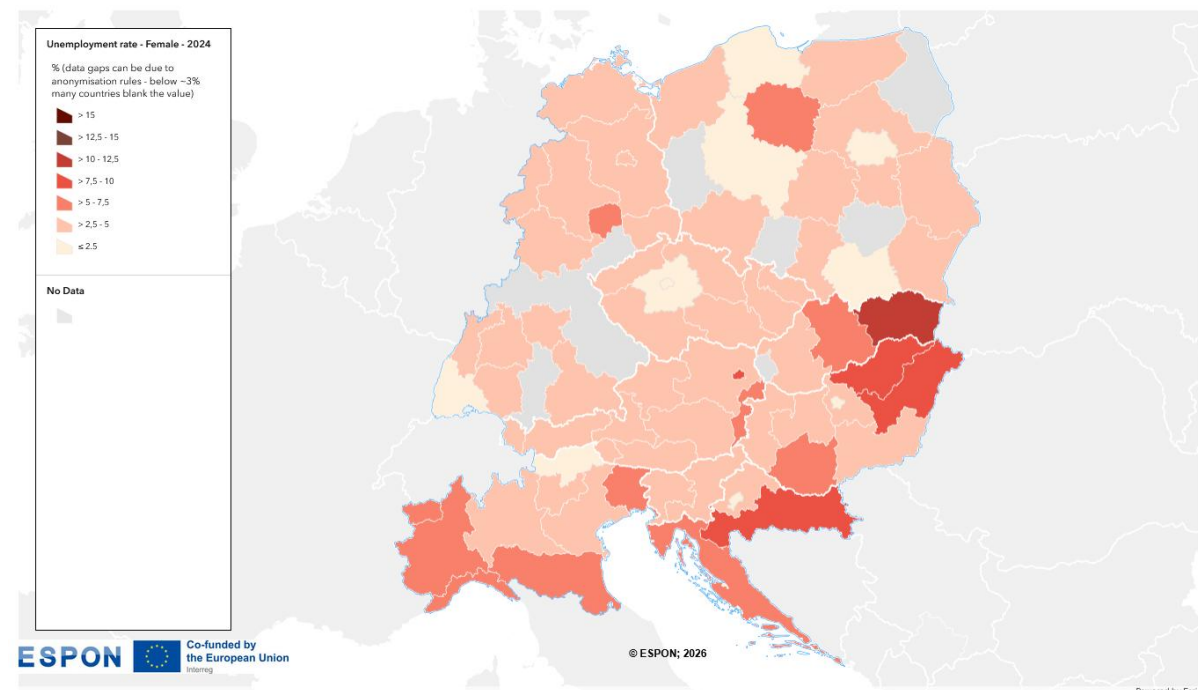 Unemployment rate - Female - 2024
% (data gaps can be due to
anonymisation rules - below ~3%
many countries blank the value)
> 15
> 12,5 - 15
> 10 - 12,5
> 7,5 - 10
> 5 - 7,5
> 2,5 - 5
≤ 2.5
No Data
ESPON
Co-funded by
the European Union
Interreg
© ESPON; 2026